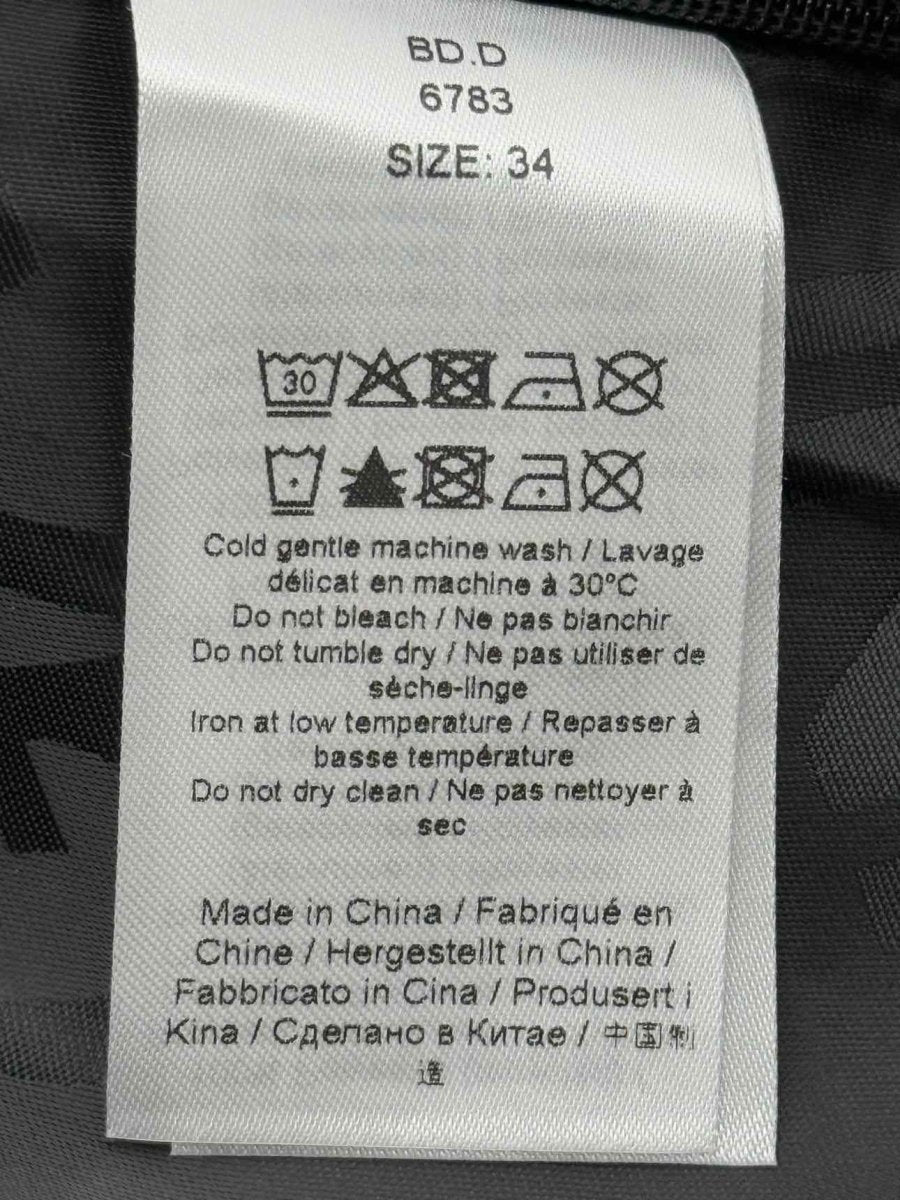 BD.D
6783
SIZE: 34
30
Cold gentle machine wash / Lavage
délicat en machine à 30°C
Do not bleach / Ne pas blanchir
Do not tumble dry / Ne pas utiliser de
sèche-linge
Iron at low temperature / Repasser à
basse température
Do not dry clean / Ne pas nettoyer à
sec
Made in China / Fabriqué en
Chine / Hergestellt in China /
Fabbricato in Cina / Produsert i
Kina / Сделано в Китае / 中国制
造